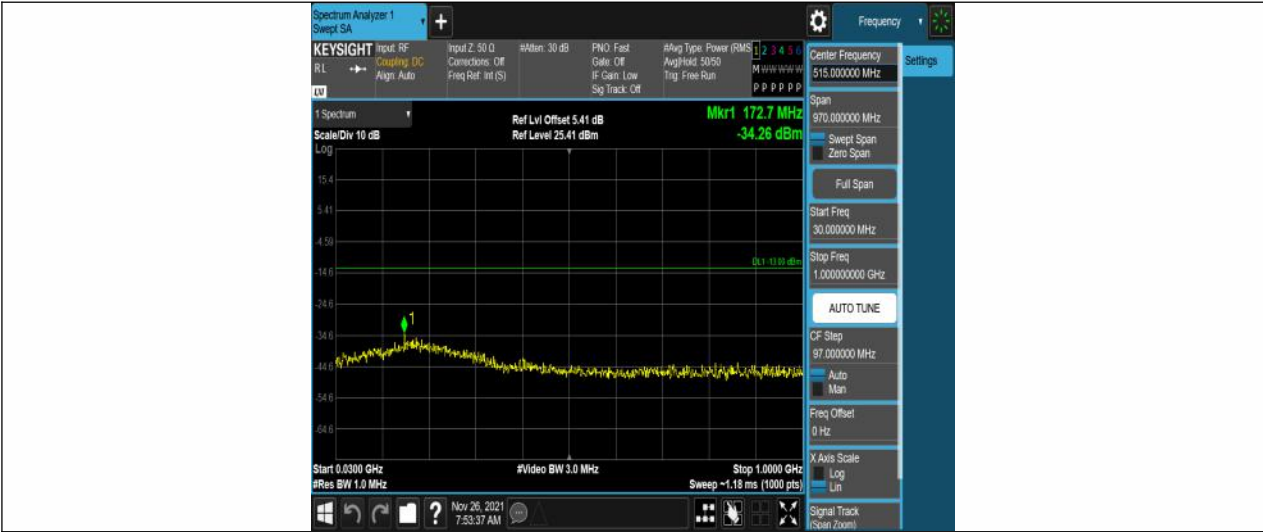 Spectrum Analyzer 1
Swept SA
+
Frequency
KEYSIGHT
RL
LV
Input: RF
Coupling: DC
Align: Auto
Input Z: 50 Ω
Corrections: Off
Freq Ref: Int (S)
#Atten: 30 dB
PNO: Fast
Gate: Off
IF Gain: Low
Sig Track: Off
#Avg Type: Power (RMS
Avg|Hold: 50/50
Trig: Free Run
1 2 3 4 5 6
M W W W W W
P P P P P P
Center Frequency
515.000000 MHz
Settings
Span
970.000000 MHz
Swept Span
Zero Span
Full Span
Start Freq
30.000000 MHz
Stop Freq
1.000000000 GHz
AUTO TUNE
CF Step
97.000000 MHz
Auto
Man
Freq Offset
0 Hz
X Axis Scale
Log
Lin
Signal Track
(Span Zoom)
1 Spectrum
Scale/Div 10 dB
Log
Ref Lvl Offset 5.41 dB
Ref Level 25.41 dBm
Mkr1 172.7 MHz
-34.26 dBm
15.4
5.41
-4.59
DL1 -13.00 dBm
-14.6
-24.6
1
-34.6
-44.6
-54.6
-64.6
Start 0.0300 GHz
#Res BW 1.0 MHz
#Video BW 3.0 MHz
Stop 1.0000 GHz
Sweep ~1.18 ms (1000 pts)
?
Nov 26, 2021
7:53:37 AM